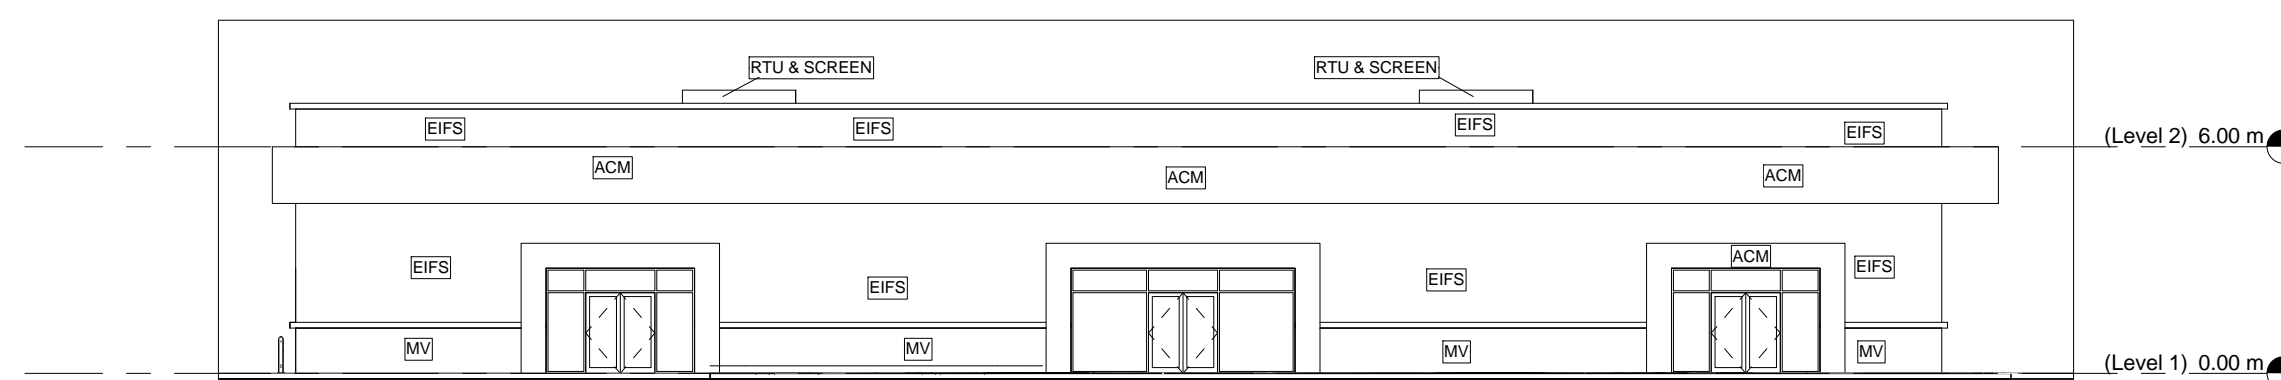 RTU & SCREEN
RTU & SCREEN
EIFS
EIFS
EIFS
EIFS
(Level 2) 6.00 m
ACM
ACM
ACM
ACM
EIFS
EIFS
EIFS
EIFS
MV
MV
MV
MV
(Level 1) 0.00 m